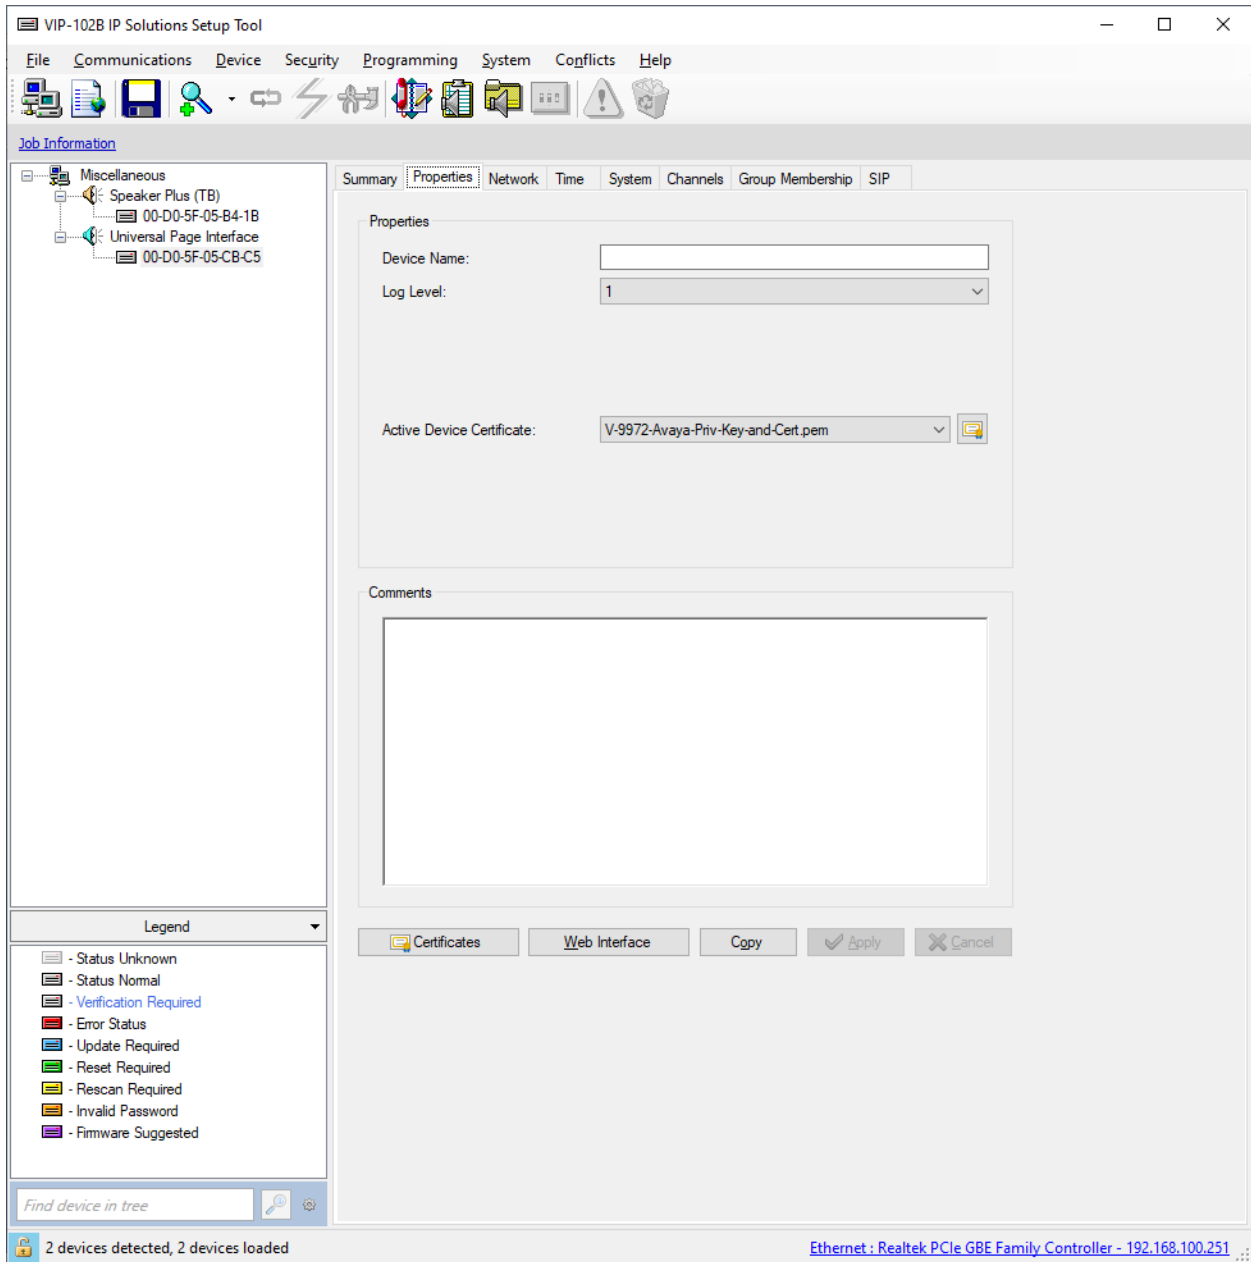 VIP-102B IP Solutions Setup Tool
File Communications Device Security Programming System Conflicts Help
Job Information
Miscellaneous
Speaker Plus (TB)
00-D0-5F-05-B4-1B
Universal Page Interface
00-D0-5F-05-CB-C5
Summary Properties Network Time System Channels Group Membership SIP
Properties
Device Name:
Log Level: 1
Active Device Certificate: V-9972-Avaya-Priv-Key-and-Cert.pem
Comments
Certificates Web Interface Copy Apply Cancel
Legend
- Status Unknown
- Status Normal
- Verification Required
- Error Status
- Update Required
- Reset Required
- Rescan Required
- Invalid Password
- Firmware Suggested
Find device in tree
2 devices detected, 2 devices loaded
Ethernet : Realtek PCIe GBE Family Controller - 192.168.100.251